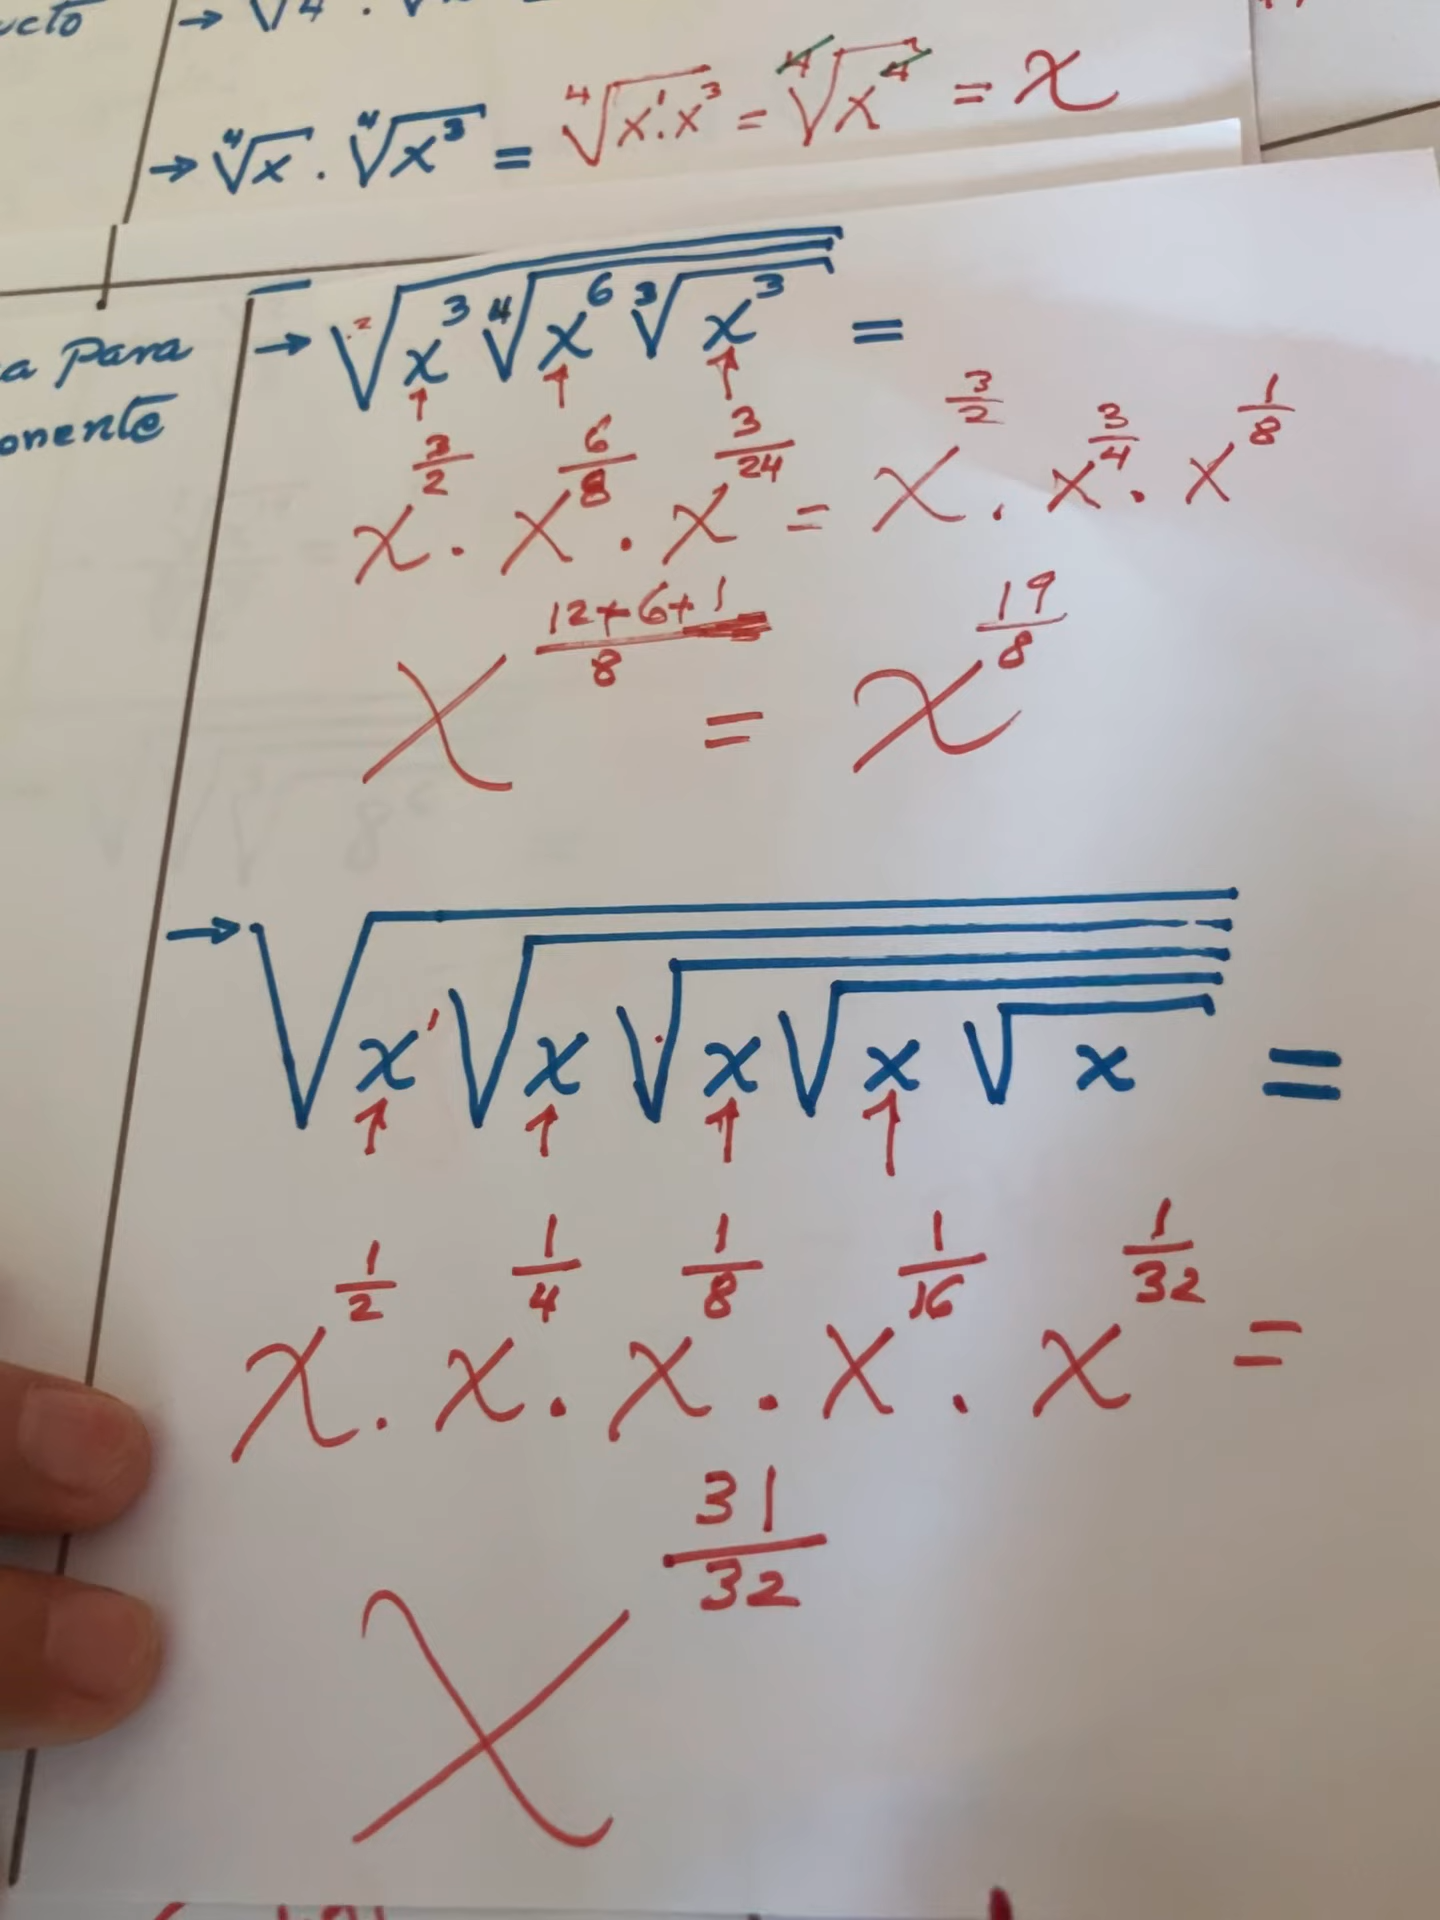 → √4 .
→ ⁴√x . ⁴√x³ = ⁴√x¹.x³ = ⁴√x⁴ = x
a Para
onente
→ ²√x³ ⁴√x⁶ ³√x³ =
x^3/2 . x^6/8 . x^3/24 = x^3/2 . x^3/4 . x^1/8
x^(12+6+1)/8 = x^19/8
→ √x¹ √x √x √x √x =
x^1/2 . x^1/4 . x^1/8 . x^1/16 . x^1/32 =
x^31/32